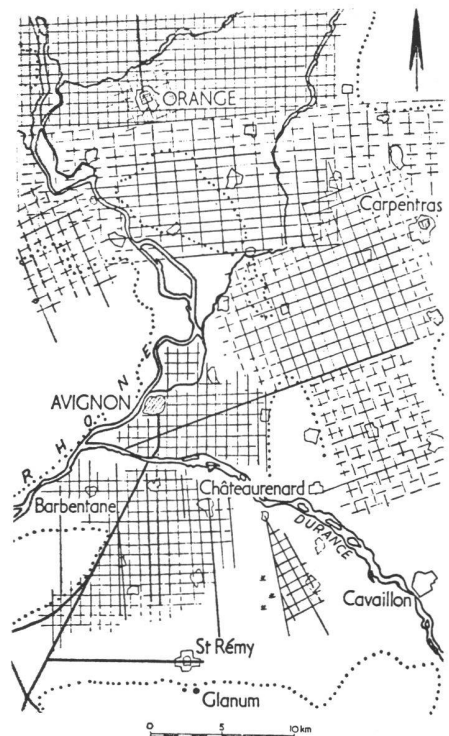 ORANGE
Carpentras
AVIGNON
RHONE
Châteaurenard
Barbentane
DURANCE
Cavaillon
St Rémy
Glanum
0 5 10 km